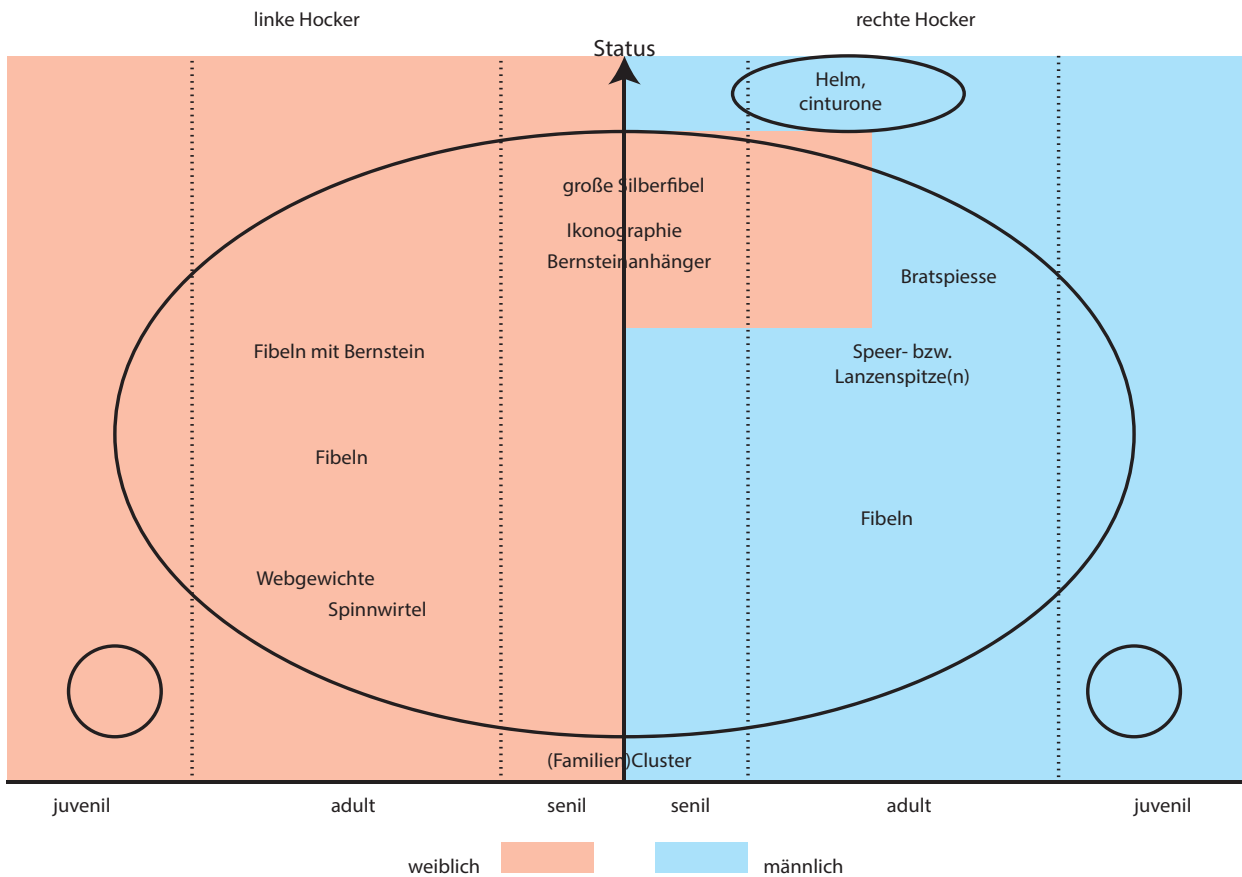 linke Hocker
rechte Hocker
Status
Helm,
cinturone
große Silberfibel
Ikonographie
Bernsteinanhänger
Bratspiesse
Fibeln mit Bernstein
Speer- bzw.
Lanzenspitze(n)
Fibeln
Fibeln
Webgewichte
Spinnwirtel
(Familien)Cluster
juvenil
adult
senil
senil
adult
juvenil
weiblich
männlich